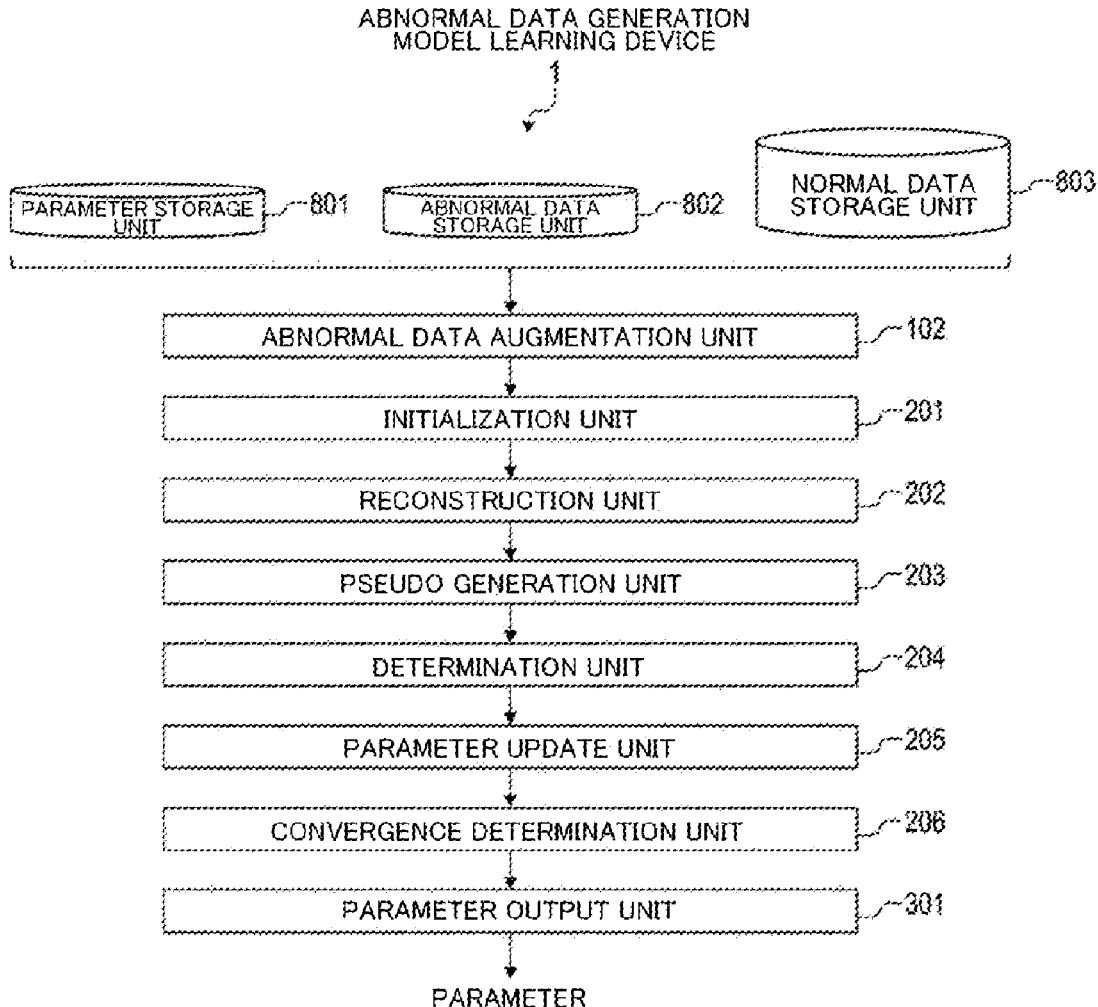 ABNORMAL DATA GENERATION
MODEL LEARNING DEVICE
1
PARAMETER STORAGE
UNIT
801
ABNORMAL DATA
STORAGE UNIT
802
NORMAL DATA
STORAGE UNIT
803
ABNORMAL DATA AUGMENTATION UNIT
102
INITIALIZATION UNIT
201
RECONSTRUCTION UNIT
202
PSEUDO GENERATION UNIT
203
DETERMINATION UNIT
204
PARAMETER UPDATE UNIT
205
CONVERGENCE DETERMINATION UNIT
206
PARAMETER OUTPUT UNIT
301
PARAMETER